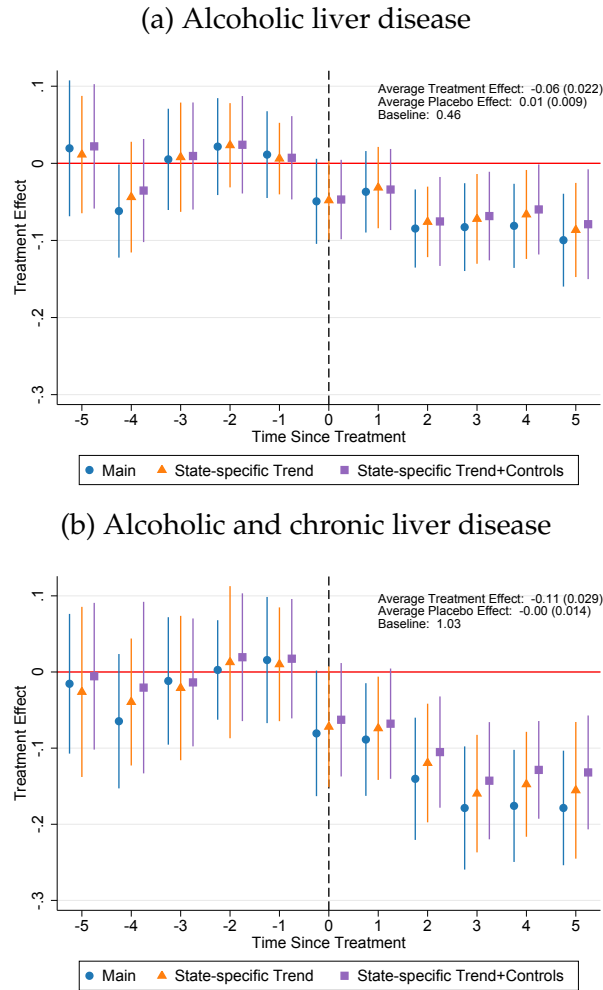 (a) Alcoholic liver disease
Average Treatment Effect: -0.06 (0.022)
Average Placebo Effect: 0.01 (0.009)
Baseline: 0.46
.1
0
-.1
-.2
-.3
Treatment Effect
-5 -4 -3 -2 -1 0 1 2 3 4 5
Time Since Treatment
Main State-specific Trend State-specific Trend+Controls
(b) Alcoholic and chronic liver disease
Average Treatment Effect: -0.11 (0.029)
Average Placebo Effect: -0.00 (0.014)
Baseline: 1.03
.1
0
-.1
-.2
-.3
Treatment Effect
-5 -4 -3 -2 -1 0 1 2 3 4 5
Time Since Treatment
Main State-specific Trend State-specific Trend+Controls